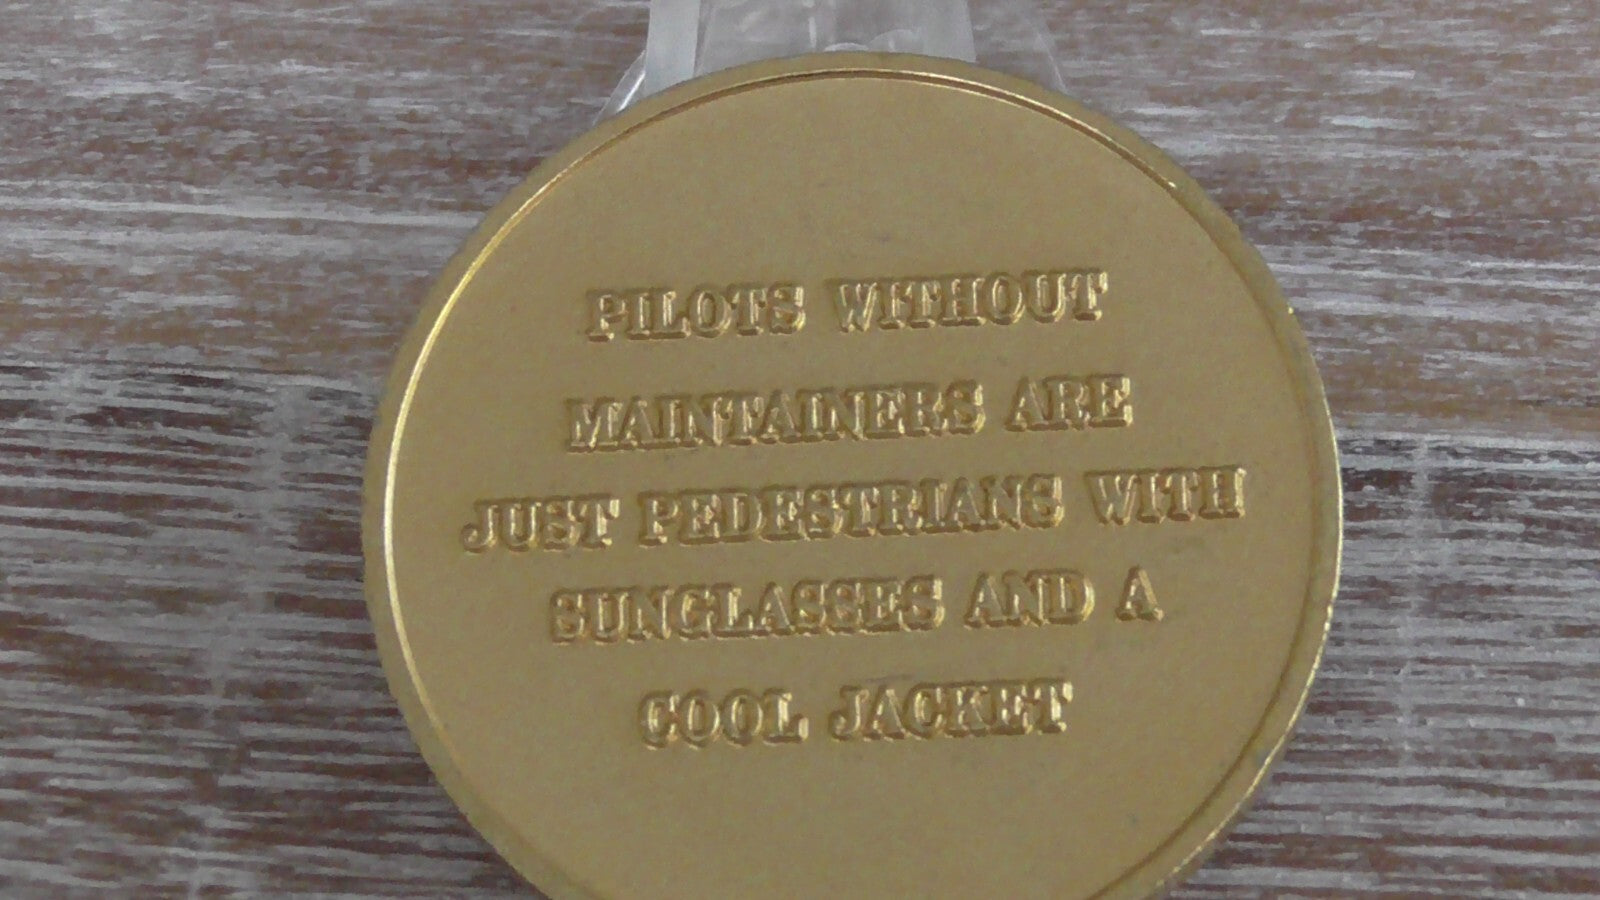 PILOTS WITHOUT
MAINTAINERS ARE
JUST PEDESTRIANS WITH
SUNGLASSES AND A
COOL JACKET